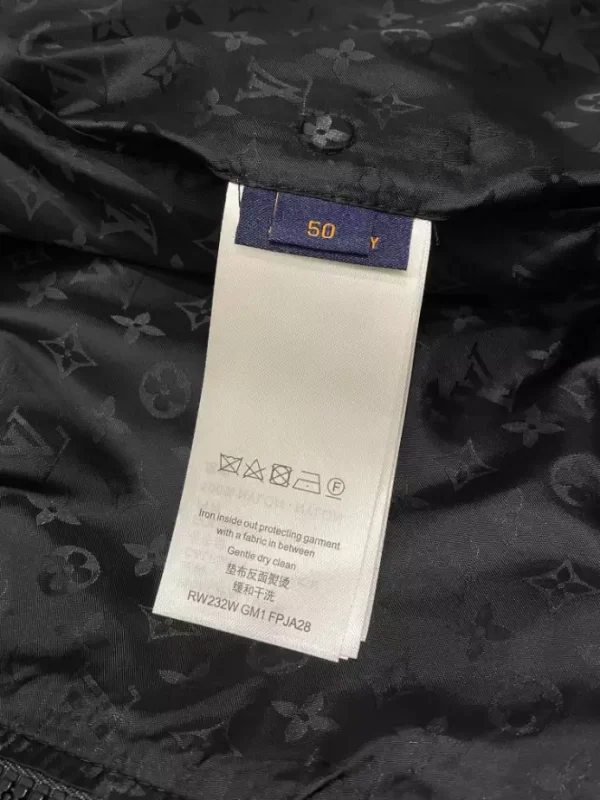 50
Y
F
Iron inside out protecting garment
with a fabric in between
Gentle dry clean
垫布反面熨烫
缓和干洗
RW232W GM1 FPJA28